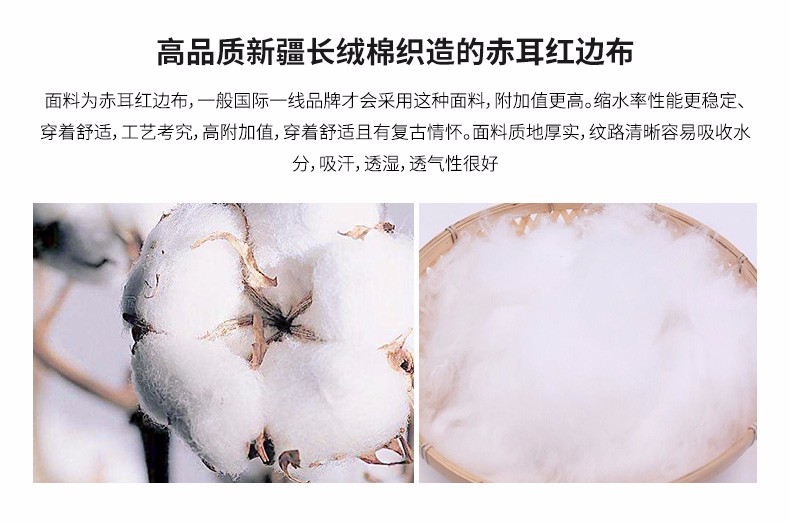 高品质新疆长绒棉织造的赤耳红边布
面料为赤耳红边布，一般国际一线品牌才会采用这种面料，附加值更高。缩水率性能更稳定、
穿着舒适，工艺考究，高附加值，穿着舒适且有复古情怀。面料质地厚实，纹路清晰容易吸收水
分，吸汗，透湿，透气性很好